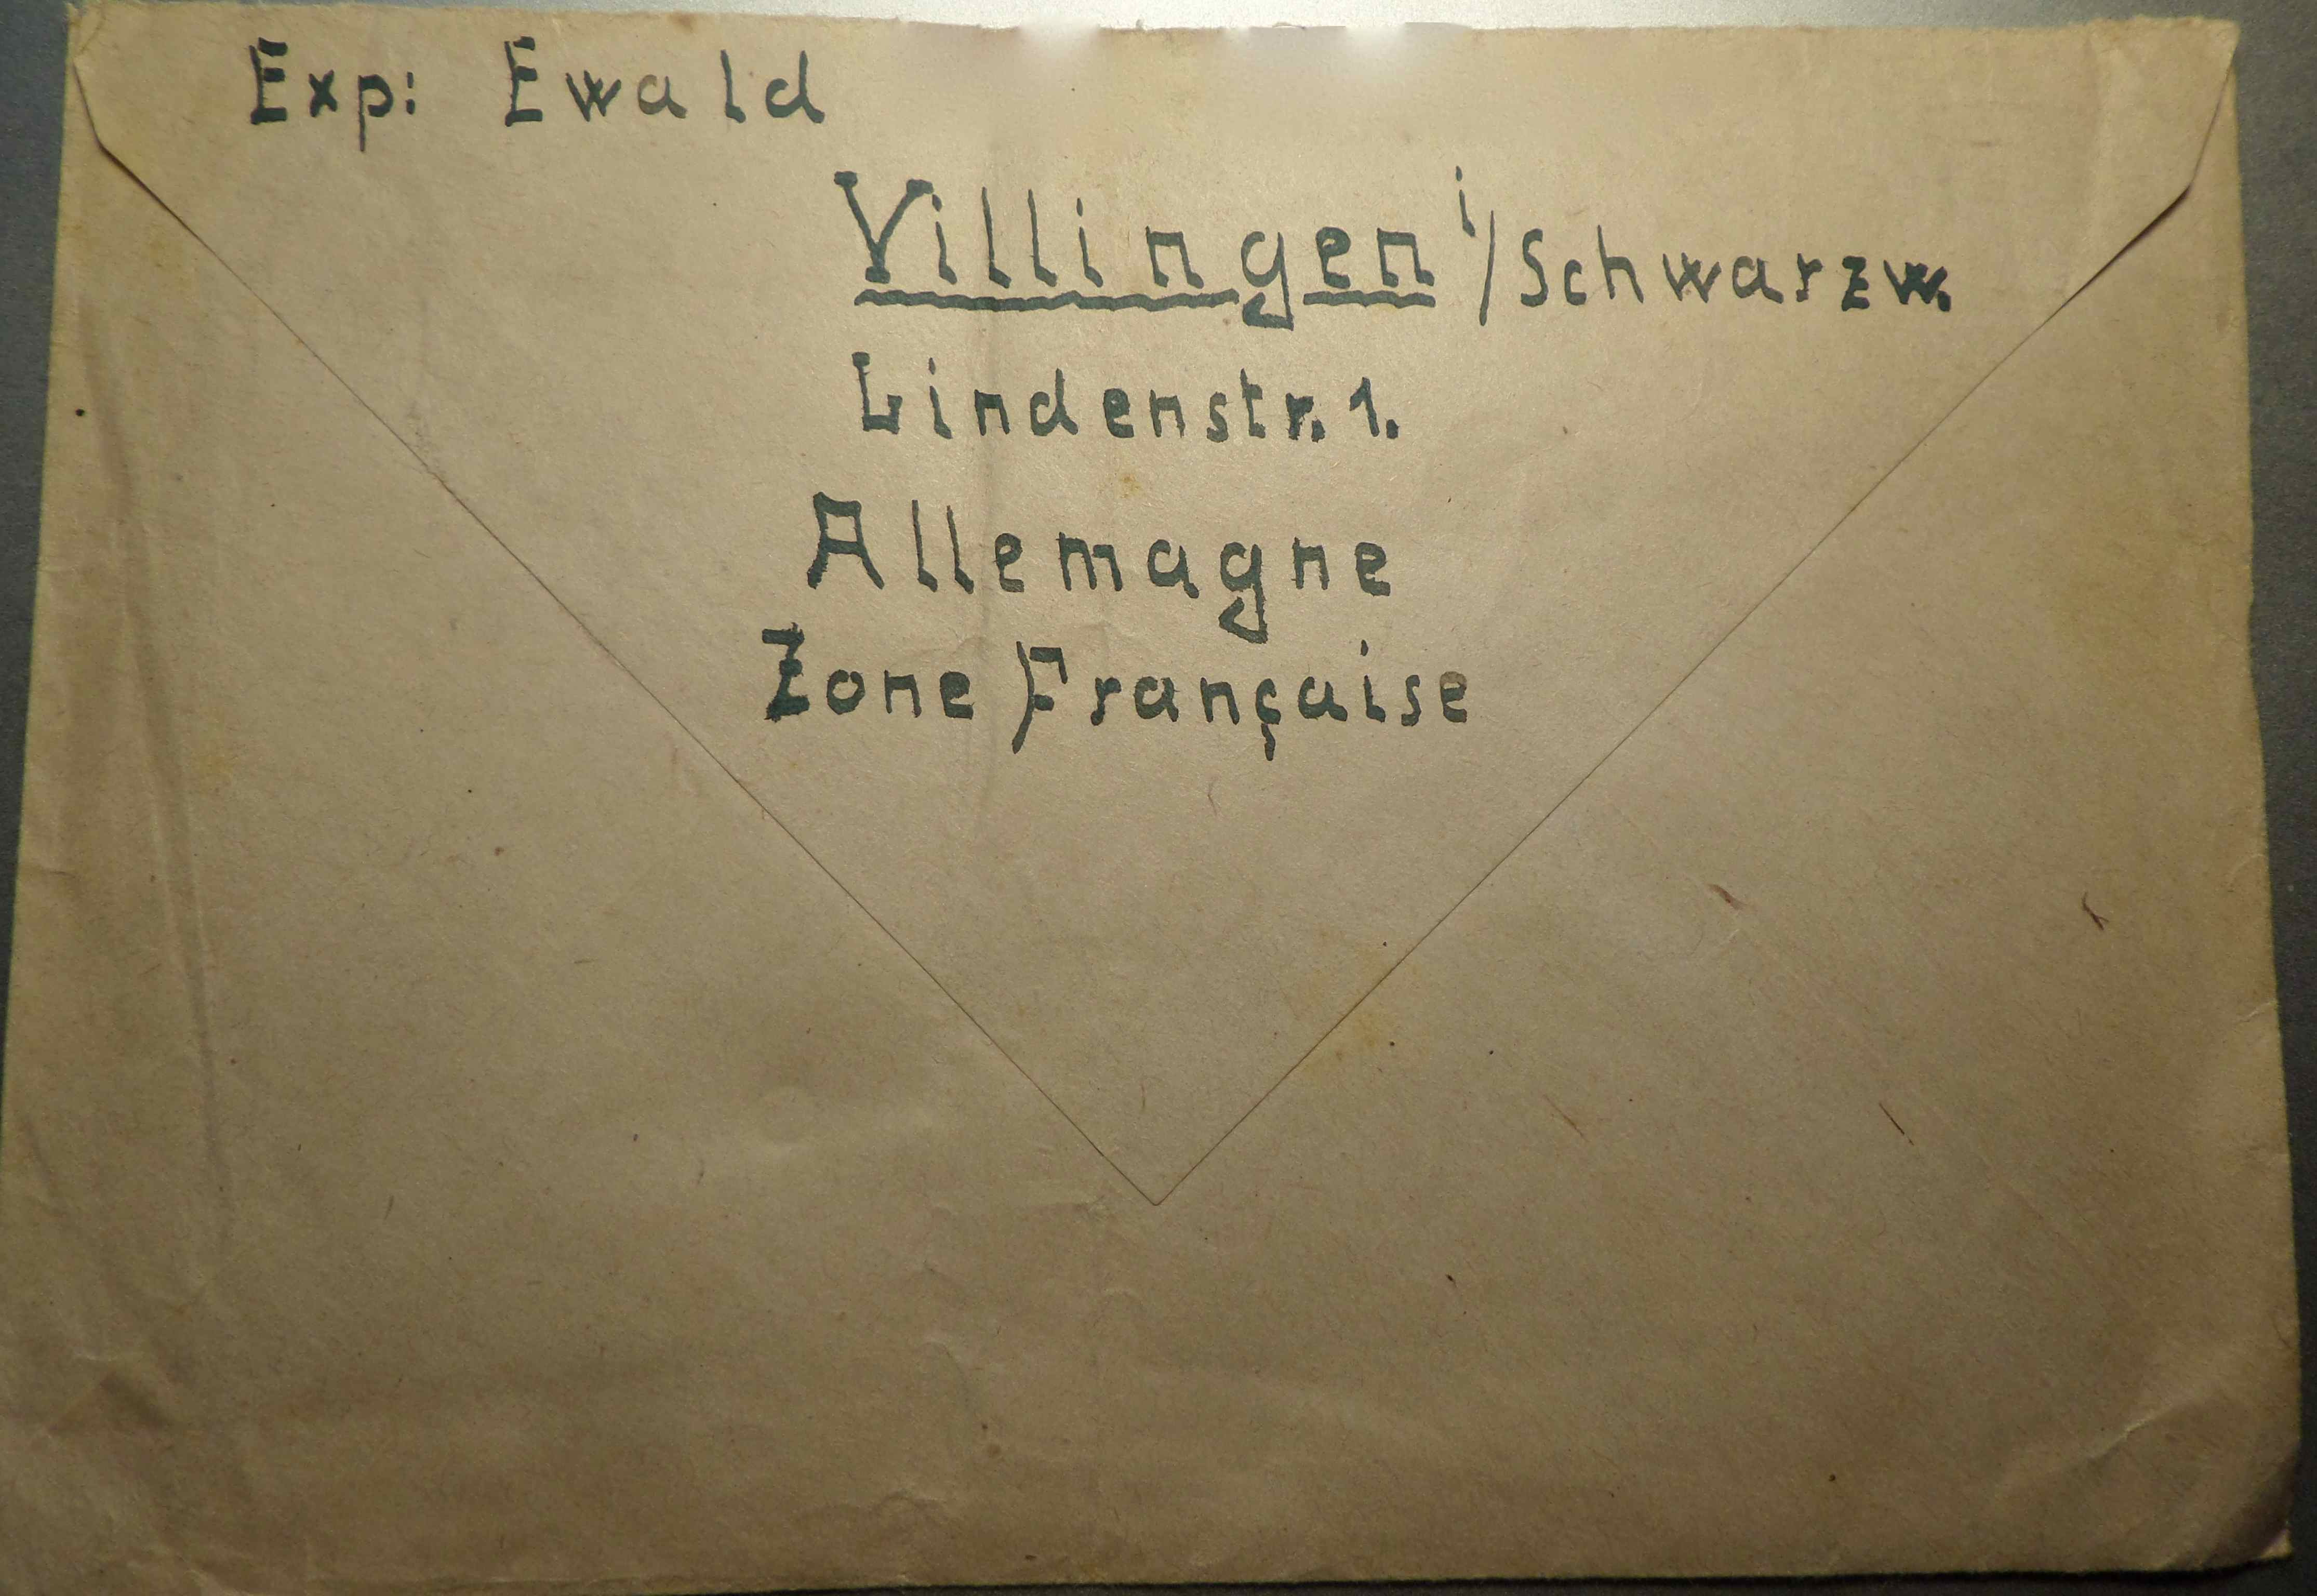 Exp: Ewald
Villingen i/Schwarzw.
Lindenstr. 1.
Allemagne
Zone Française